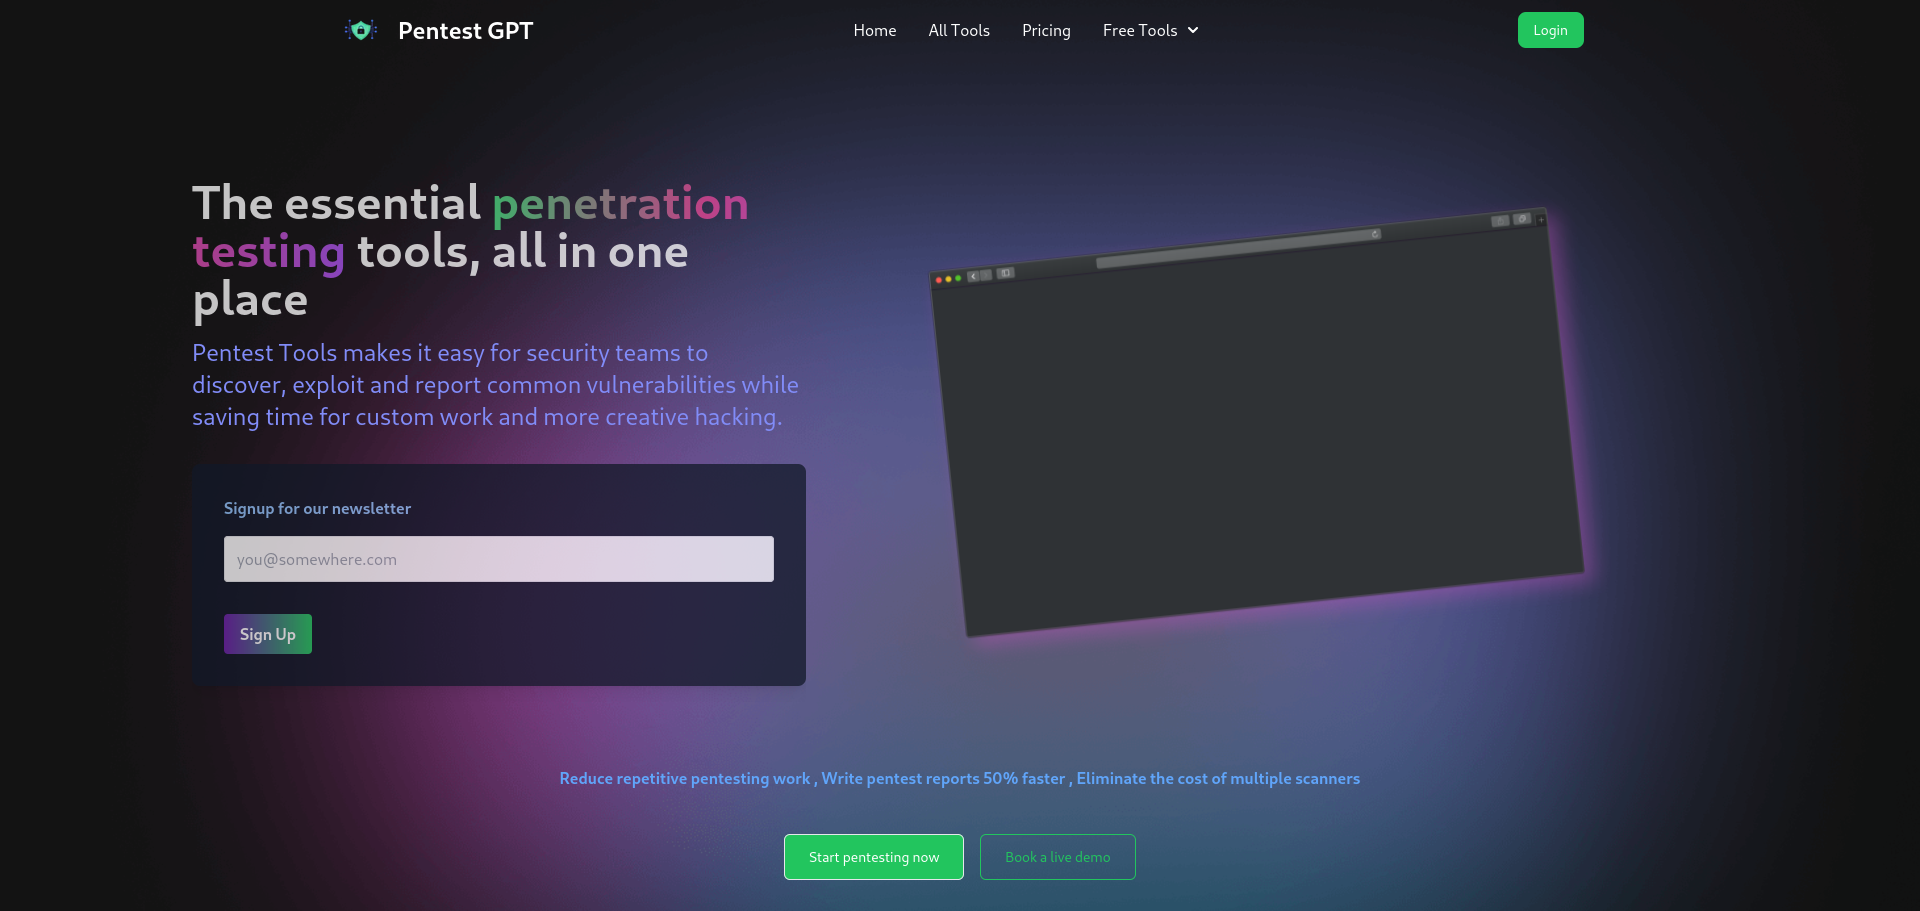 Pentest GPT
Home
All Tools
Pricing
Free Tools
Login
The essential penetration
testing tools, all in one
place
Pentest Tools makes it easy for security teams to
discover, exploit and report common vulnerabilities while
saving time for custom work and more creative hacking.
Signup for our newsletter
you@somewhere.com
Sign Up
Reduce repetitive pentesting work , Write pentest reports 50% faster , Eliminate the cost of multiple scanners
Start pentesting now
Book a live demo